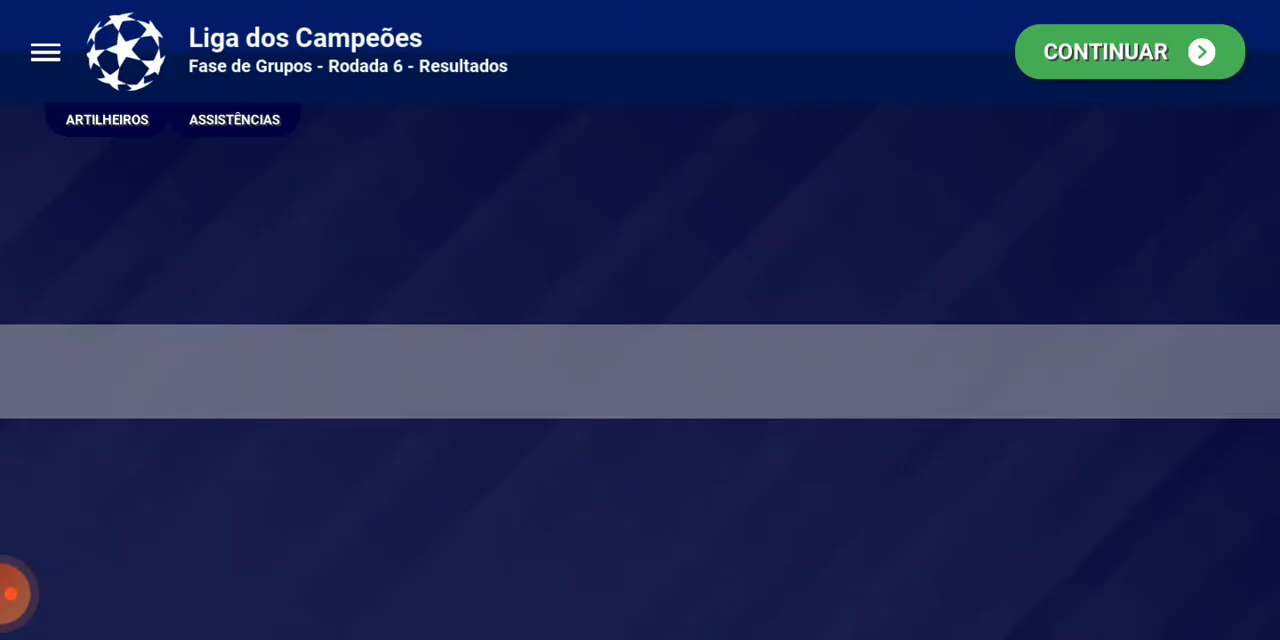 Liga dos Campeões
Fase de Grupos - Rodada 6 - Resultados
CONTINUAR
ARTILHEIROS
ASSISTÊNCIAS